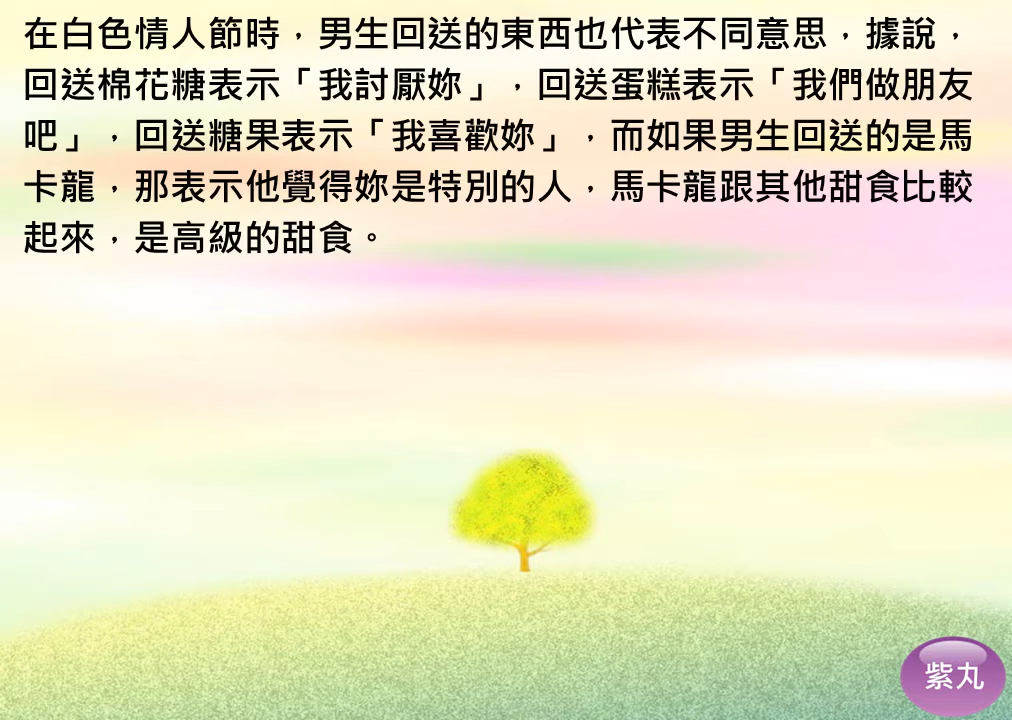 在白色情人節時，男生回送的東西也代表不同意思，據說，
回送棉花糖表示「我討厭妳」，回送蛋糕表示「我們做朋友
吧」，回送糖果表示「我喜歡妳」，而如果男生回送的是馬
卡龍，那表示他覺得妳是特別的人，馬卡龍跟其他甜食比較
起來，是高級的甜食。
紫丸